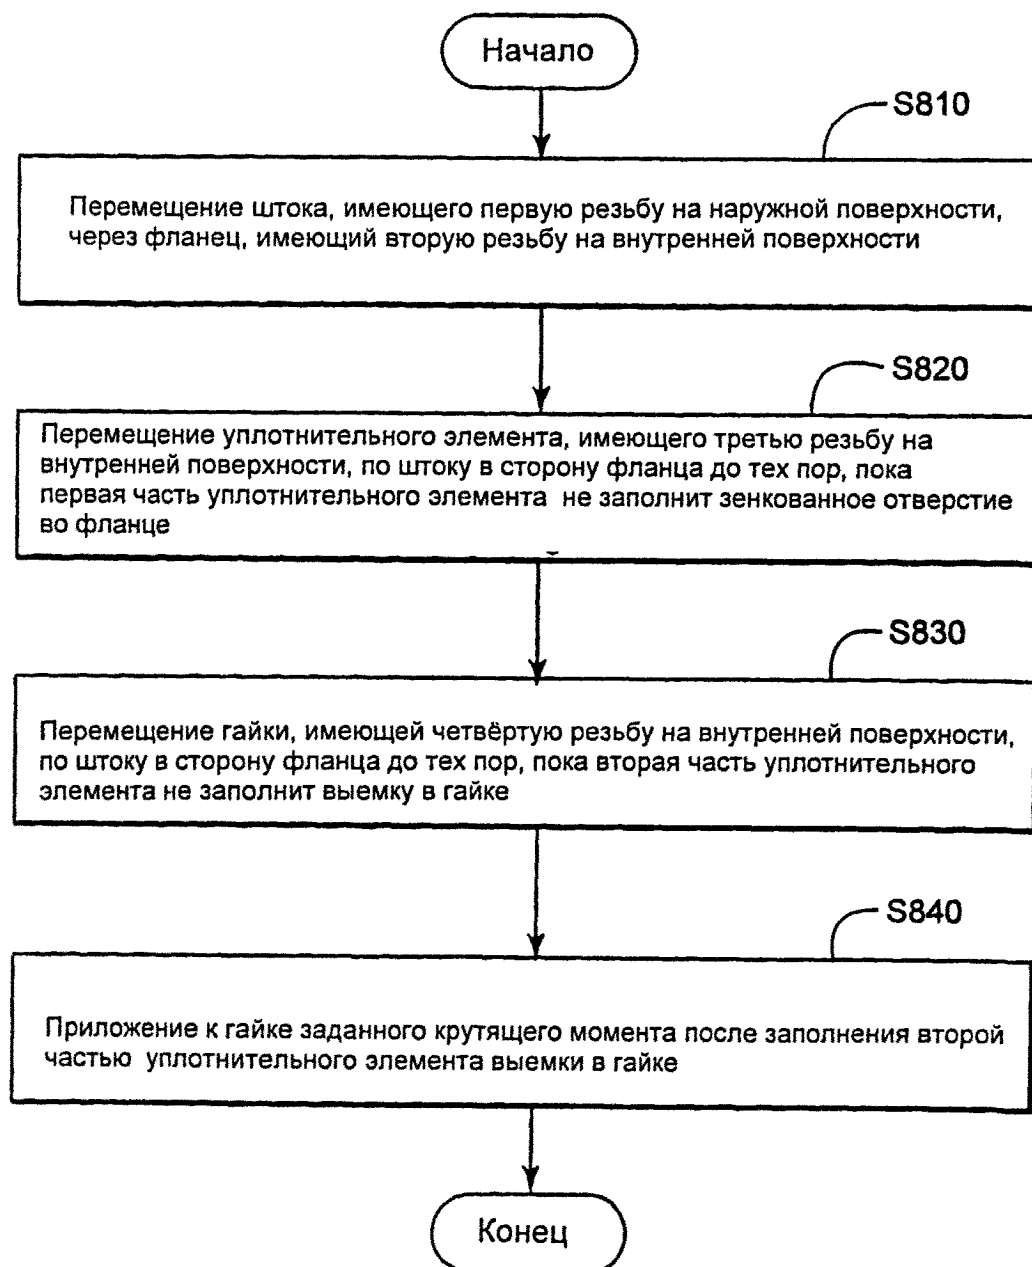 Начало
S810
Перемещение штока, имеющего первую резьбу на наружной поверхности,
через фланец, имеющий вторую резьбу на внутренней поверхности
S820
Перемещение уплотнительного элемента, имеющего третью резьбу на
внутренней поверхности, по штоку в сторону фланца до тех пор, пока
первая часть уплотнительного элемента не заполнит зенкованное отверстие
во фланце
S830
Перемещение гайки, имеющей четвёртую резьбу на внутренней поверхности,
по штоку в сторону фланца до тех пор, пока вторая часть уплотнительного
элемента не заполнит выемку в гайке
S840
Приложение к гайке заданного крутящего момента после заполнения второй
частью уплотнительного элемента выемки в гайке
Конец